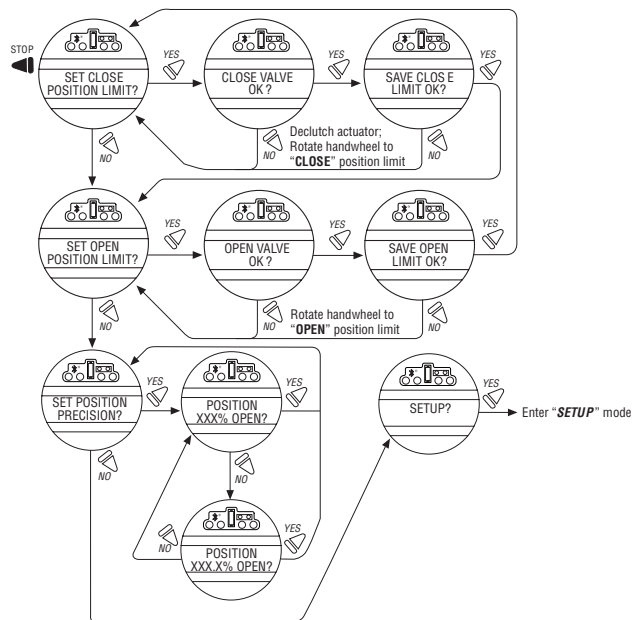 STOP
SET CLOSE
POSITION LIMIT?
YES
NO
CLOSE VALVE
OK?
YES
NO
SAVE CLOS E
LIMIT OK?
YES
NO
Declutch actuator;
Rotate handwheel to
“CLOSE” position limit
SET OPEN
POSITION LIMIT?
YES
NO
OPEN VALVE
OK?
YES
NO
SAVE OPEN
LIMIT OK?
YES
NO
Rotate handwheel to
“OPEN” position limit
SET POSITION
PRECISION?
YES
NO
POSITION
XXX% OPEN?
YES
NO
POSITION
XXX.X% OPEN?
YES
NO
SETUP?
YES
Enter “SETUP” mode